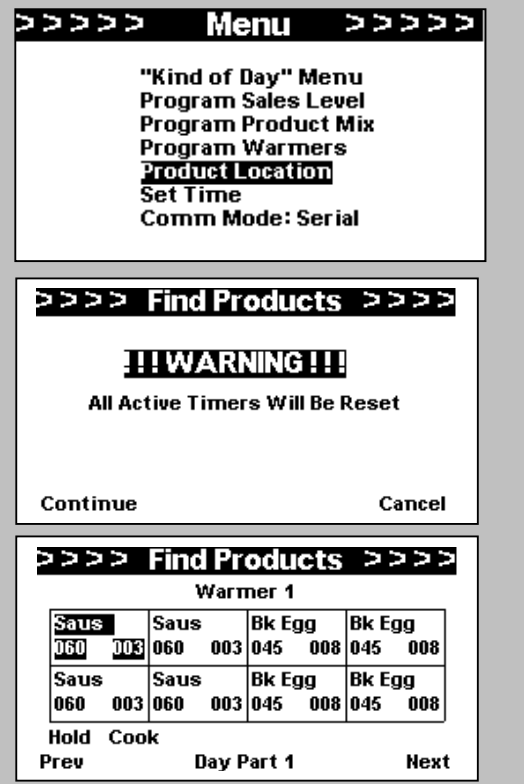 >>>>> Menu >>>>>
"Kind of Day" Menu
Program Sales Level
Program Product Mix
Program Warmers
Product Location
Set Time
Comm Mode: Serial
>>>> Find Products >>>>
!!!WARNING!!!
All Active Timers Will Be Reset
Continue Cancel
>>>> Find Products >>>>
Warmer 1
Saus Saus Bk Egg Bk Egg
060 003 060 003 045 008 045 008
Saus Saus Bk Egg Bk Egg
060 003 060 003 045 008 045 008
Hold Cook
Prev Day Part 1 Next